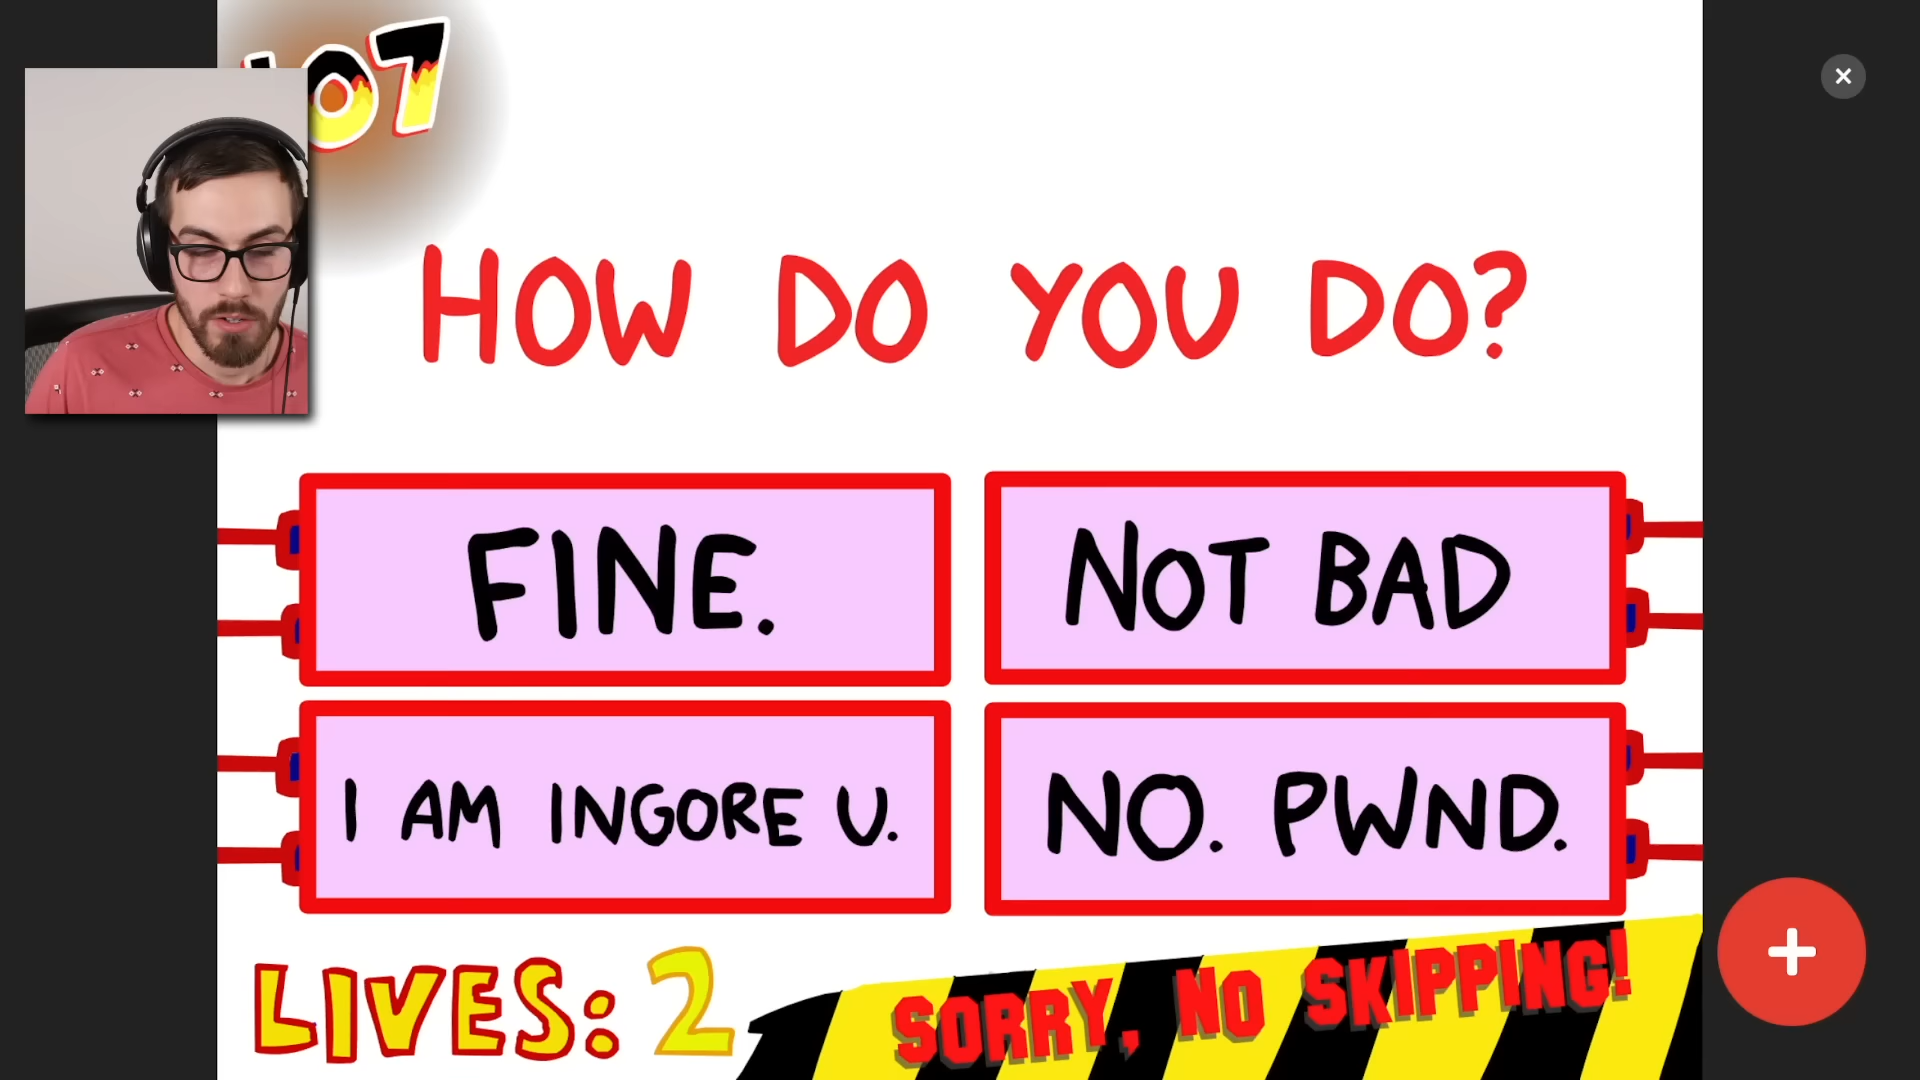 HOW DO YOU DO?
FINE.
NOT BAD
I AM INGORE U.
NO. PWND.
LIVES: 2
SORRY, NO SKIPPING!